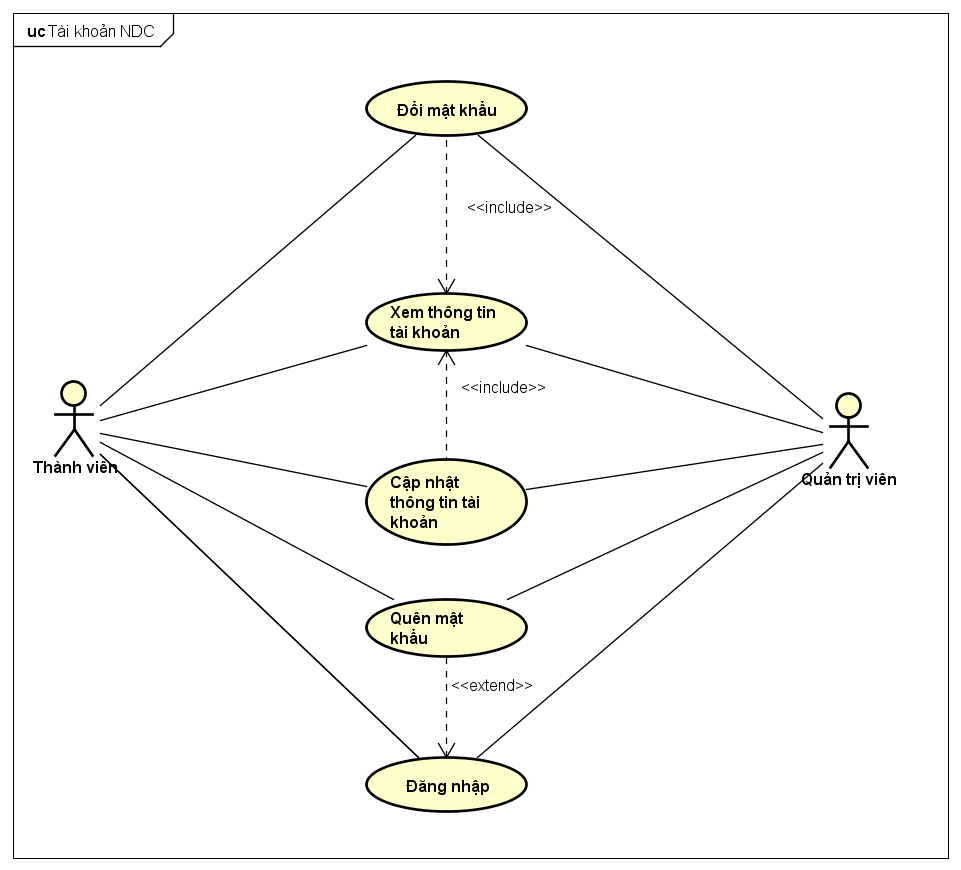 uc Tài khoản NDC
Đổi mật khẩu
<<include>>
Xem thông tin
tài khoản
<<include>>
Thành viên
Quản trị viên
Cập nhật
thông tin tài
khoản
Quên mật
khẩu
<<extend>>
Đăng nhập